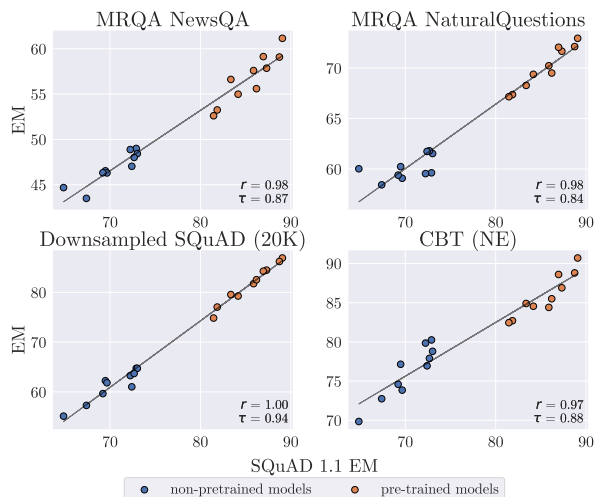 MRQA NewsQA
MRQA NaturalQuestions
60
55
50
45
EM
70
80
90
r = 0.98
τ = 0.87
70
65
60
70
80
90
r = 0.98
τ = 0.84
Downsampled SQuAD (20K)
CBT (NE)
80
60
EM
70
80
90
r = 1.00
τ = 0.94
90
85
80
75
70
70
80
90
r = 0.97
τ = 0.88
SQuAD 1.1 EM
non-pretrained models
pre-trained models